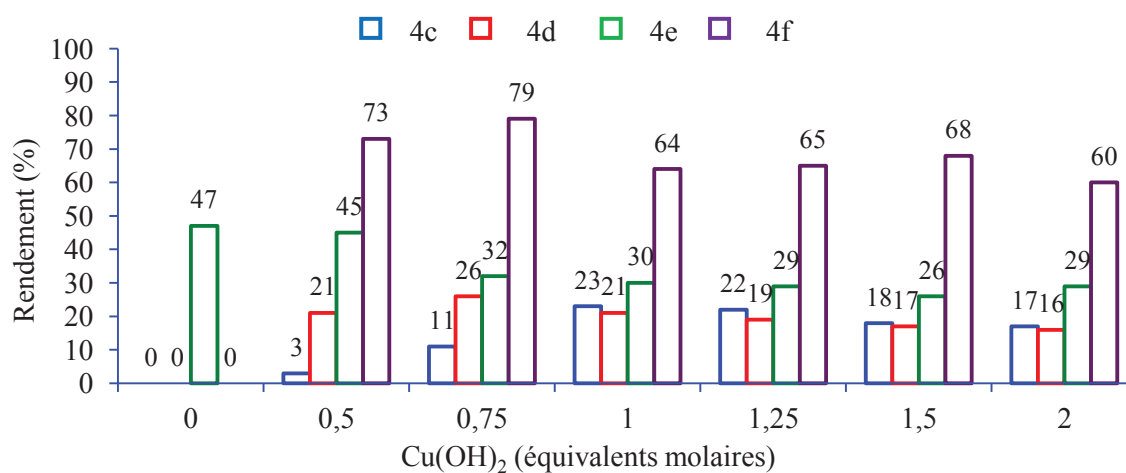 4c 4d 4e 4f
100
90
80
70
60
50
40
30
20
10
0
Rendement (%)
0 0 47 0
3 21 45 73
11 26 32 79
23 21 30 64
22 19 29 65
18 17 26 68
17 16 29 60
0 0,5 0,75 1 1,25 1,5 2
Cu(OH)2 (équivalents molaires)